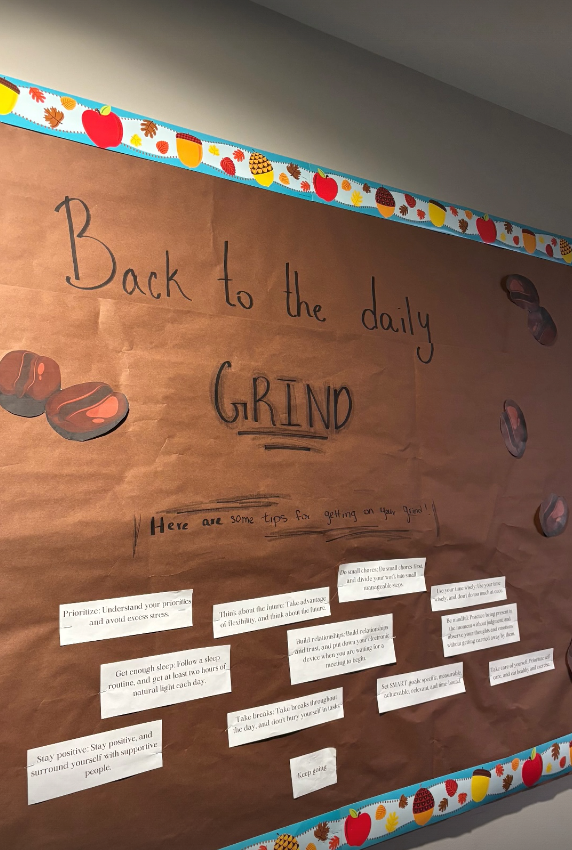 Back to the daily
GRIND
Here are some tips for getting on your grind!
Do small chores: Do small chores first,
and divide your day into small
manageable steps.
Use your time wisely: Use your time
wisely, and don't do too much at once.
Prioritize: Understand your priorities
and avoid excess stress.
Think about the future: Take advantage
of flexibility, and think about the future.
Be mindful: Practice being present in
the moment without judgment, and
observe your thoughts and emotions
without getting carried away by them.
Build relationships: Build relationships
and trust, and put down your electronic
device when you are waiting for a
meeting to begin.
Get enough sleep: Follow a sleep
routine, and get at least two hours of
natural light each day.
Take care of yourself: Prioritize self
care, and eat healthy and exercise.
Set SMART goals: specific, measurable,
achievable, relevant, and time bound
Take breaks: Take breaks throughout
the day, and don't bury yourself in tasks.
Stay positive: Stay positive, and
surround yourself with supportive
people.
Keep going